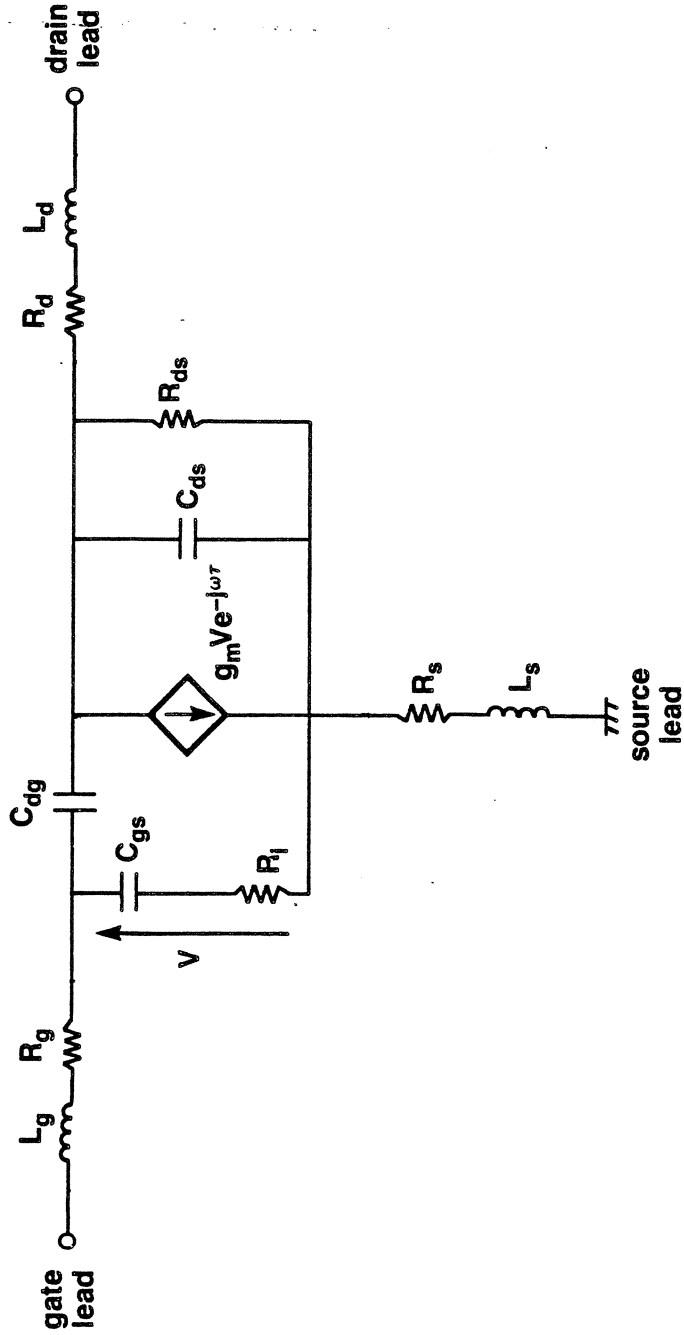 gate
lead
L_g
R_g
V
C_gs
R_i
C_dg
g_mVe^-jωτ
C_ds
R_ds
R_s
L_s
source
lead
R_d
L_d
drain
lead